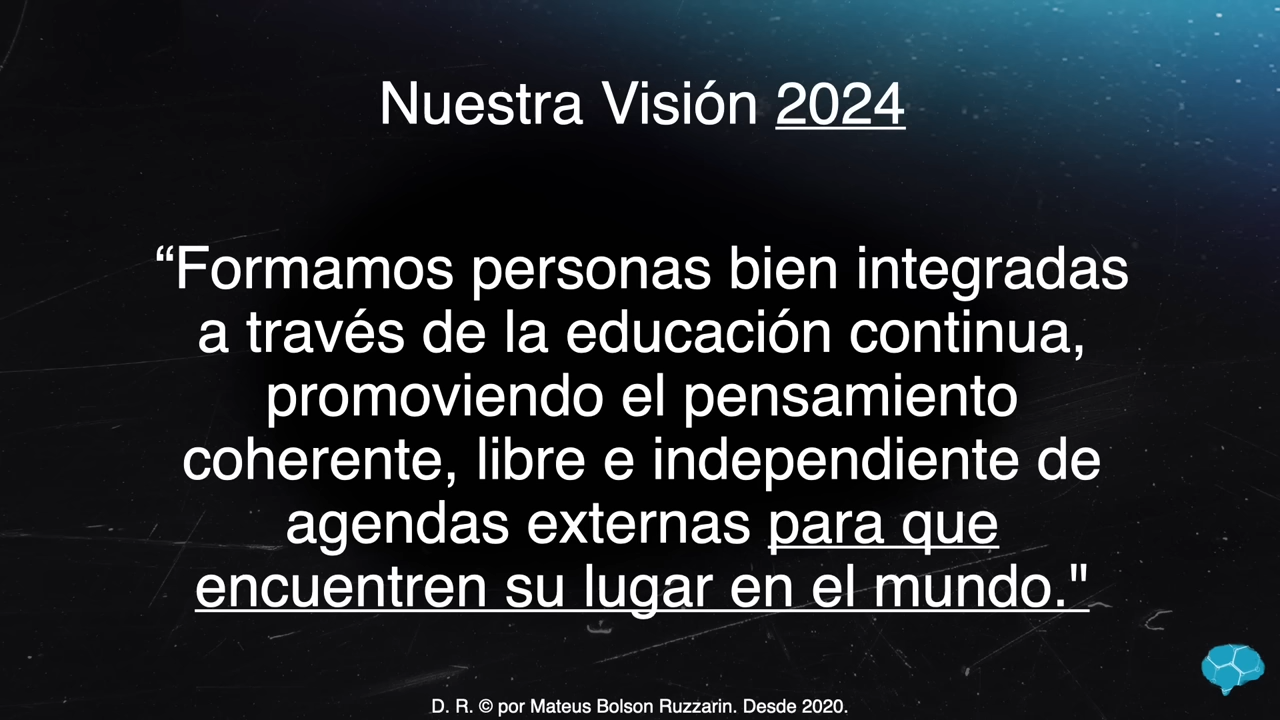 Nuestra Visión 2024
“Formamos personas bien integradas
a través de la educación continua,
promoviendo el pensamiento
coherente, libre e independiente de
agendas externas para que
encuentren su lugar en el mundo."
D. R. © por Mateus Bolson Ruzzarin. Desde 2020.